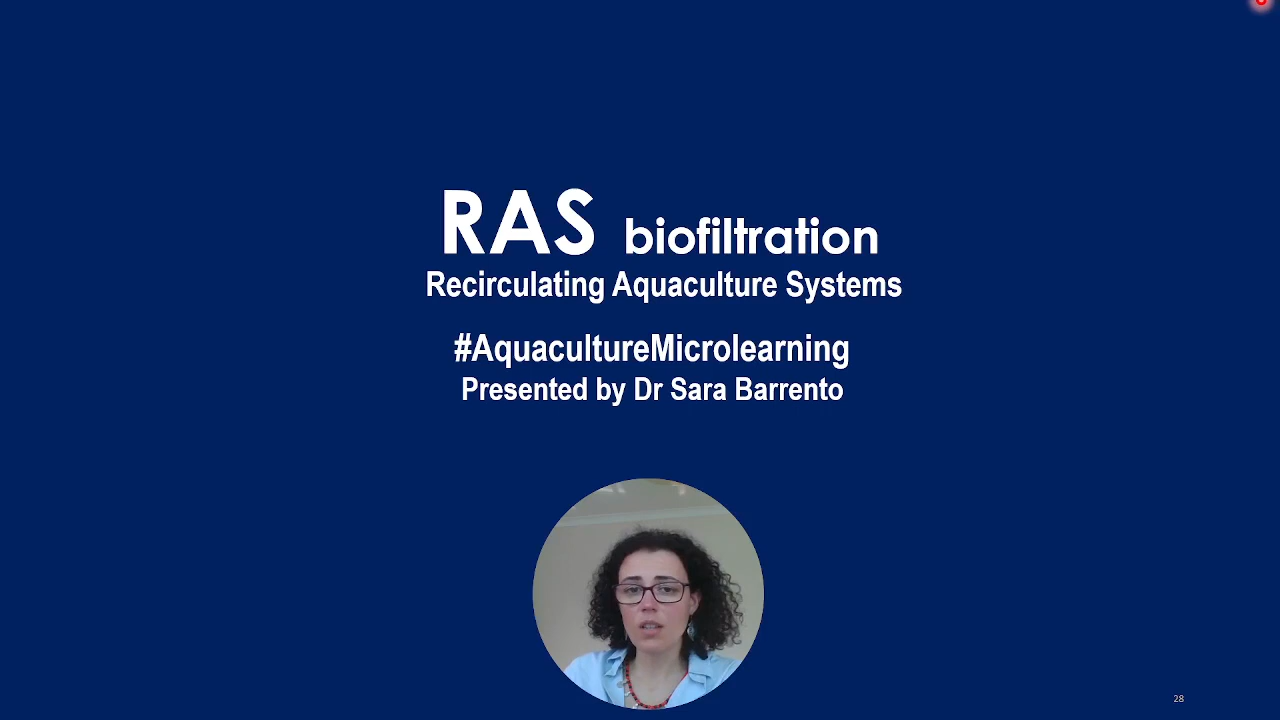 RAS biofiltration
Recirculating Aquaculture Systems
#AquacultureMicrolearning
Presented by Dr Sara Barrento
28